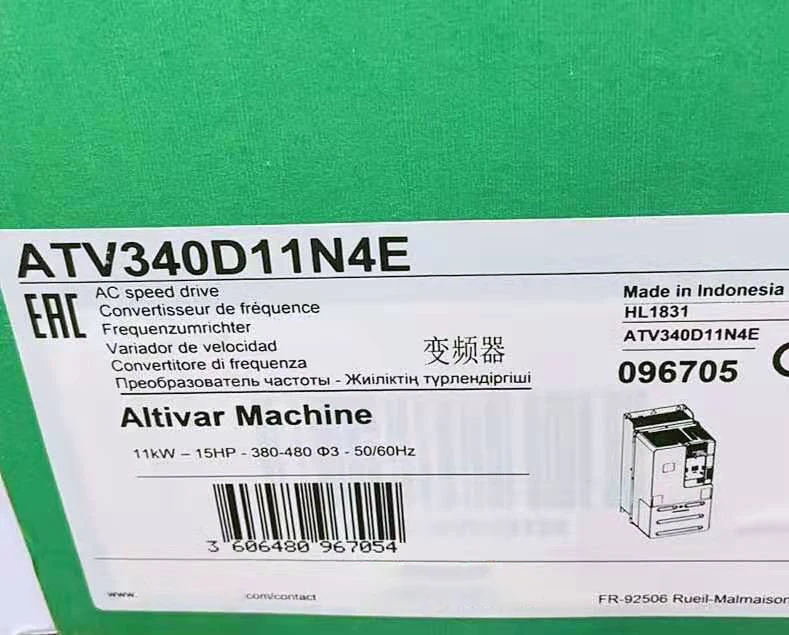 ATV340D11N4E
EAC
AC speed drive
Convertisseur de fréquence
Frequenzumrichter
Variador de velocidad
Convertitore di frequenza
Преобразователь частоты - Жиіліктің түрлендіргіші
变频器
Altivar Machine
11kW – 15HP - 380-480 Φ3 - 50/60Hz
3 606480 967054
www.
com/contact
Made in Indonesia
HL1831
ATV340D11N4E
096705
FR-92506 Rueil-Malmaison